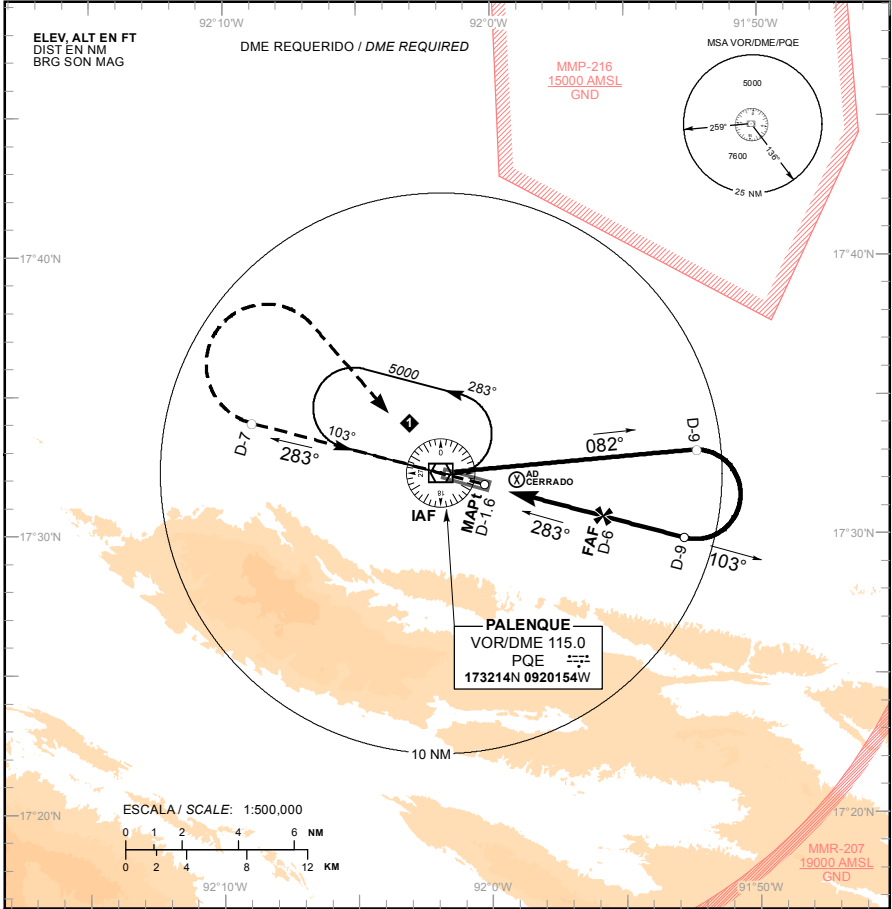 92°10'W
92°0'W
91°50'W
ELEV, ALT EN FT
DIST EN NM
BRG SON MAG
DME REQUERIDO / DME REQUIRED
MSA VOR/DME/PQE
5000
259°
136°
7600
25 NM
MMP-216
15000 AMSL
GND
17°40'N
17°40'N
5000
283°
1
103°
D-7
283°
082°
D-9
0
27
18
AD
CERRADO
IAF
MAPt
D-1.6
283°
FAF
D-6
D-9
103°
17°30'N
17°30'N
PALENQUE
VOR/DME 115.0
PQE
173214N 0920154W
10 NM
ESCALA / SCALE: 1:500,000
0 1 2 4 6 NM
0 2 4 8 12 KM
17°20'N
17°20'N
MMR-207
19000 AMSL
GND
92°10'W
92°0'W
91°50'W